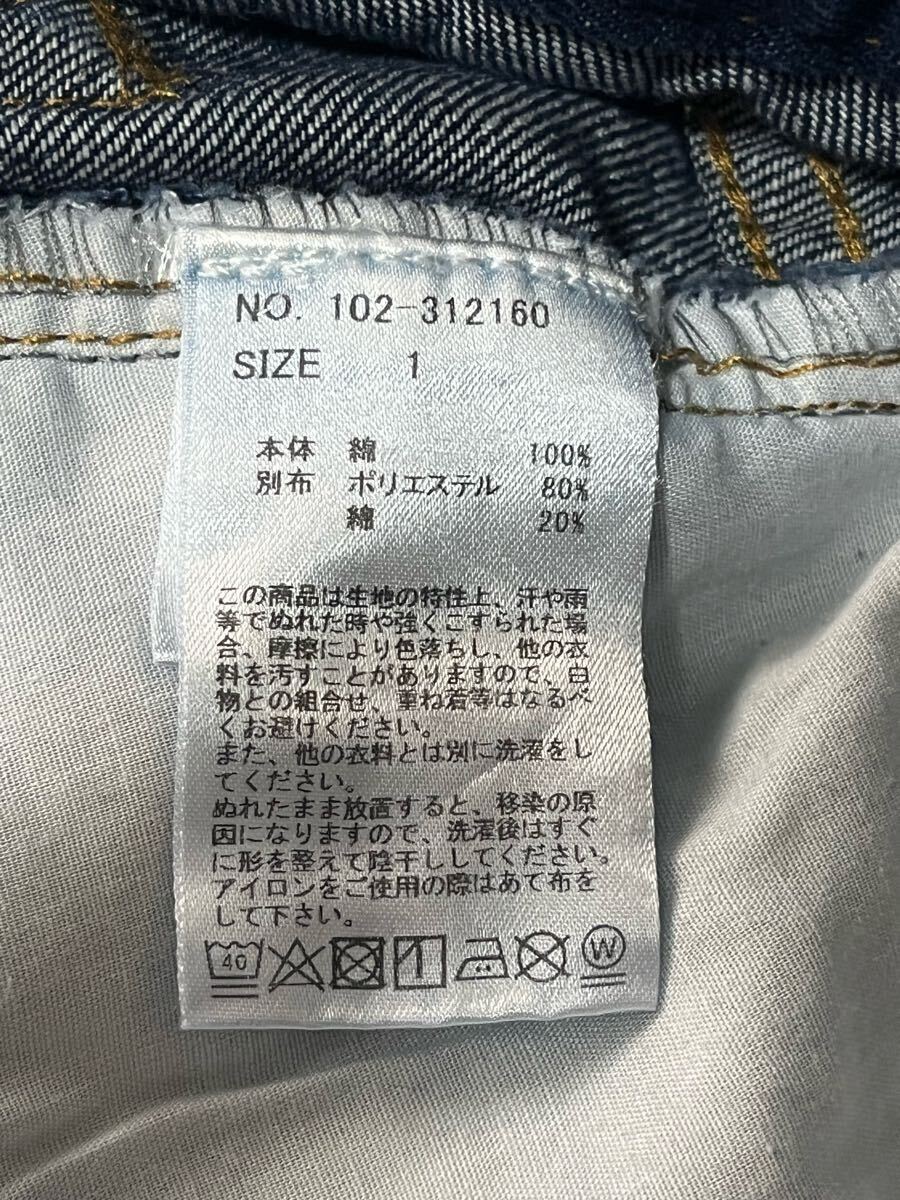 NO. 102-312160
SIZE 1
本体 綿 100%
別布 ポリエステル 80%
綿 20%
この商品は生地の特性上、汗や雨
等でぬれた時や強くこすられた場
合、摩擦により色落ちし、他の衣
料を汚すことがありますので、白
物との組合せ、重ね着等はなるべ
くお避けください。
また、他の衣料とは別に洗濯をし
てください。
ぬれたまま放置すると、移染の原
因になりますので、洗濯後はすぐ
に形を整えて陰干ししてください。
アイロンをご使用の際はあて布を
して下さい。
40 W